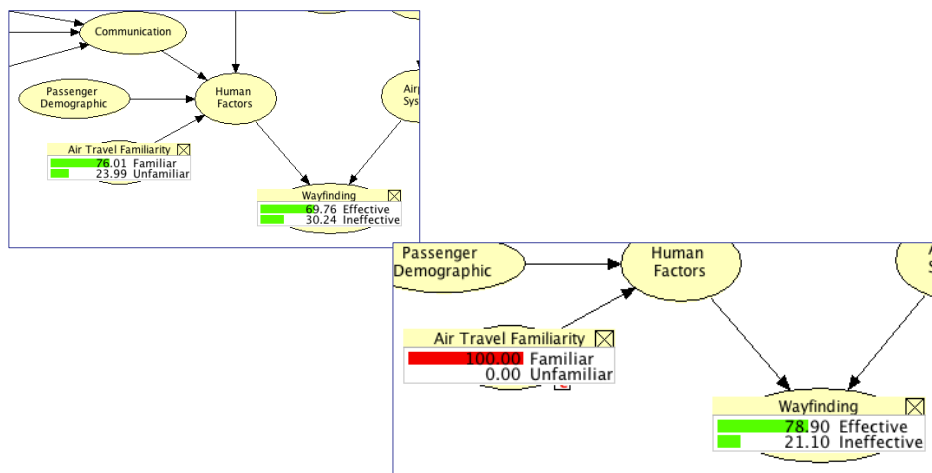 Communication
Passenger
Demographic
Human
Factors
Air Travel Familiarity
76.01 Familiar
23.99 Unfamiliar
Wayfinding
69.76 Effective
30.24 Ineffective
Passenger
Demographic
Human
Factors
Air Travel Familiarity
100.00 Familiar
0.00 Unfamiliar
Wayfinding
78.90 Effective
21.10 Ineffective